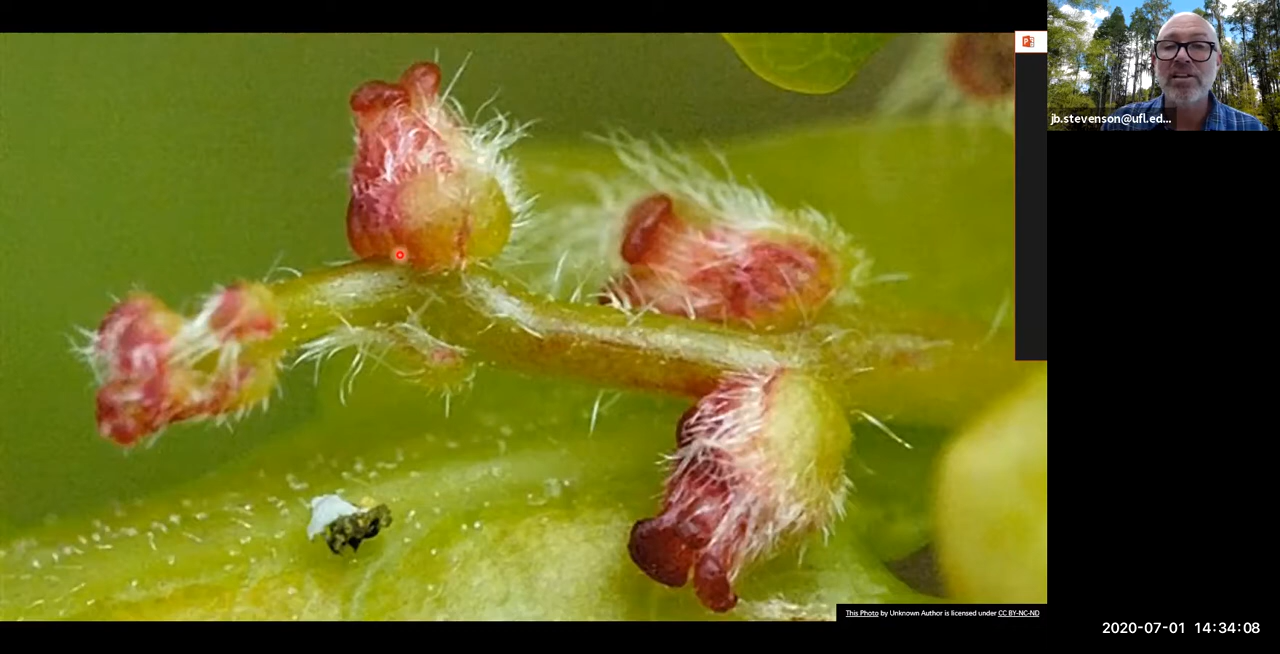 jb.stevenson@ufl.ed...
This Photo by Unknown Author is licensed under CC BY-NC-ND
2020-07-01 14:34:08